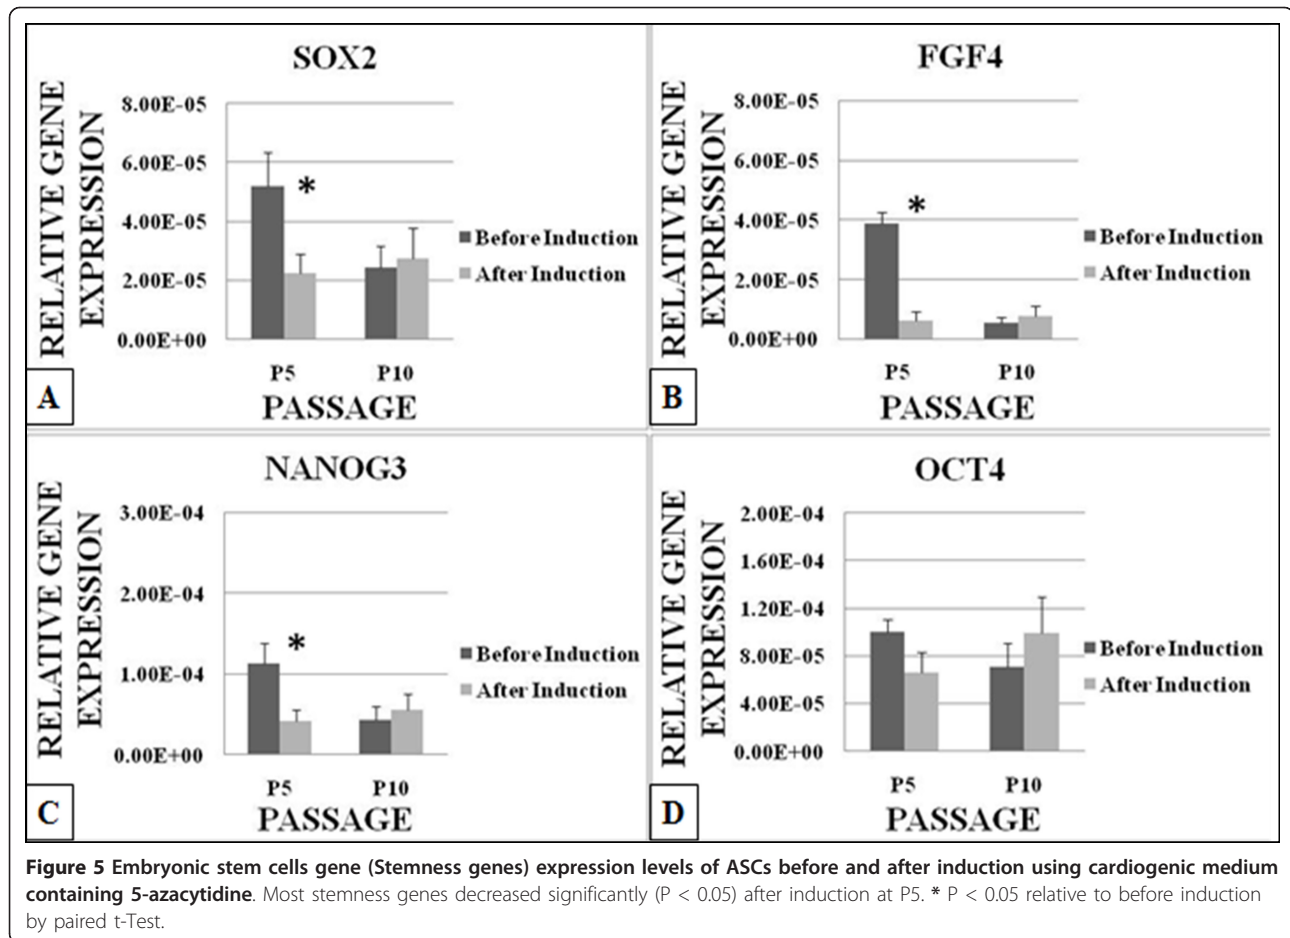 SOX2
RELATIVE GENE
EXPRESSION
8.00E-05
6.00E-05
4.00E-05
2.00E-05
0.00E+00
*
Before Induction
After Induction
P5 P10
PASSAGE
A
FGF4
RELATIVE GENE
EXPRESSION
8.00E-05
6.00E-05
4.00E-05
2.00E-05
0.00E+00
*
Before Induction
After Induction
P5 P10
PASSAGE
B
NANOG3
RELATIVE GENE
EXPRESSION
3.00E-04
2.00E-04
1.00E-04
0.00E+00
*
Before Induction
After Induction
P5 P10
PASSAGE
C
OCT4
RELATIVE GENE
EXPRESSION
2.00E-04
1.60E-04
1.20E-04
8.00E-05
4.00E-05
0.00E+00
Before Induction
After Induction
P5 P10
PASSAGE
D
Figure 5 Embryonic stem cells gene (Stemness genes) expression levels of ASCs before and after induction using cardiogenic medium
containing 5-azacytidine. Most stemness genes decreased significantly (P < 0.05) after induction at P5. * P < 0.05 relative to before induction
by paired t-Test.